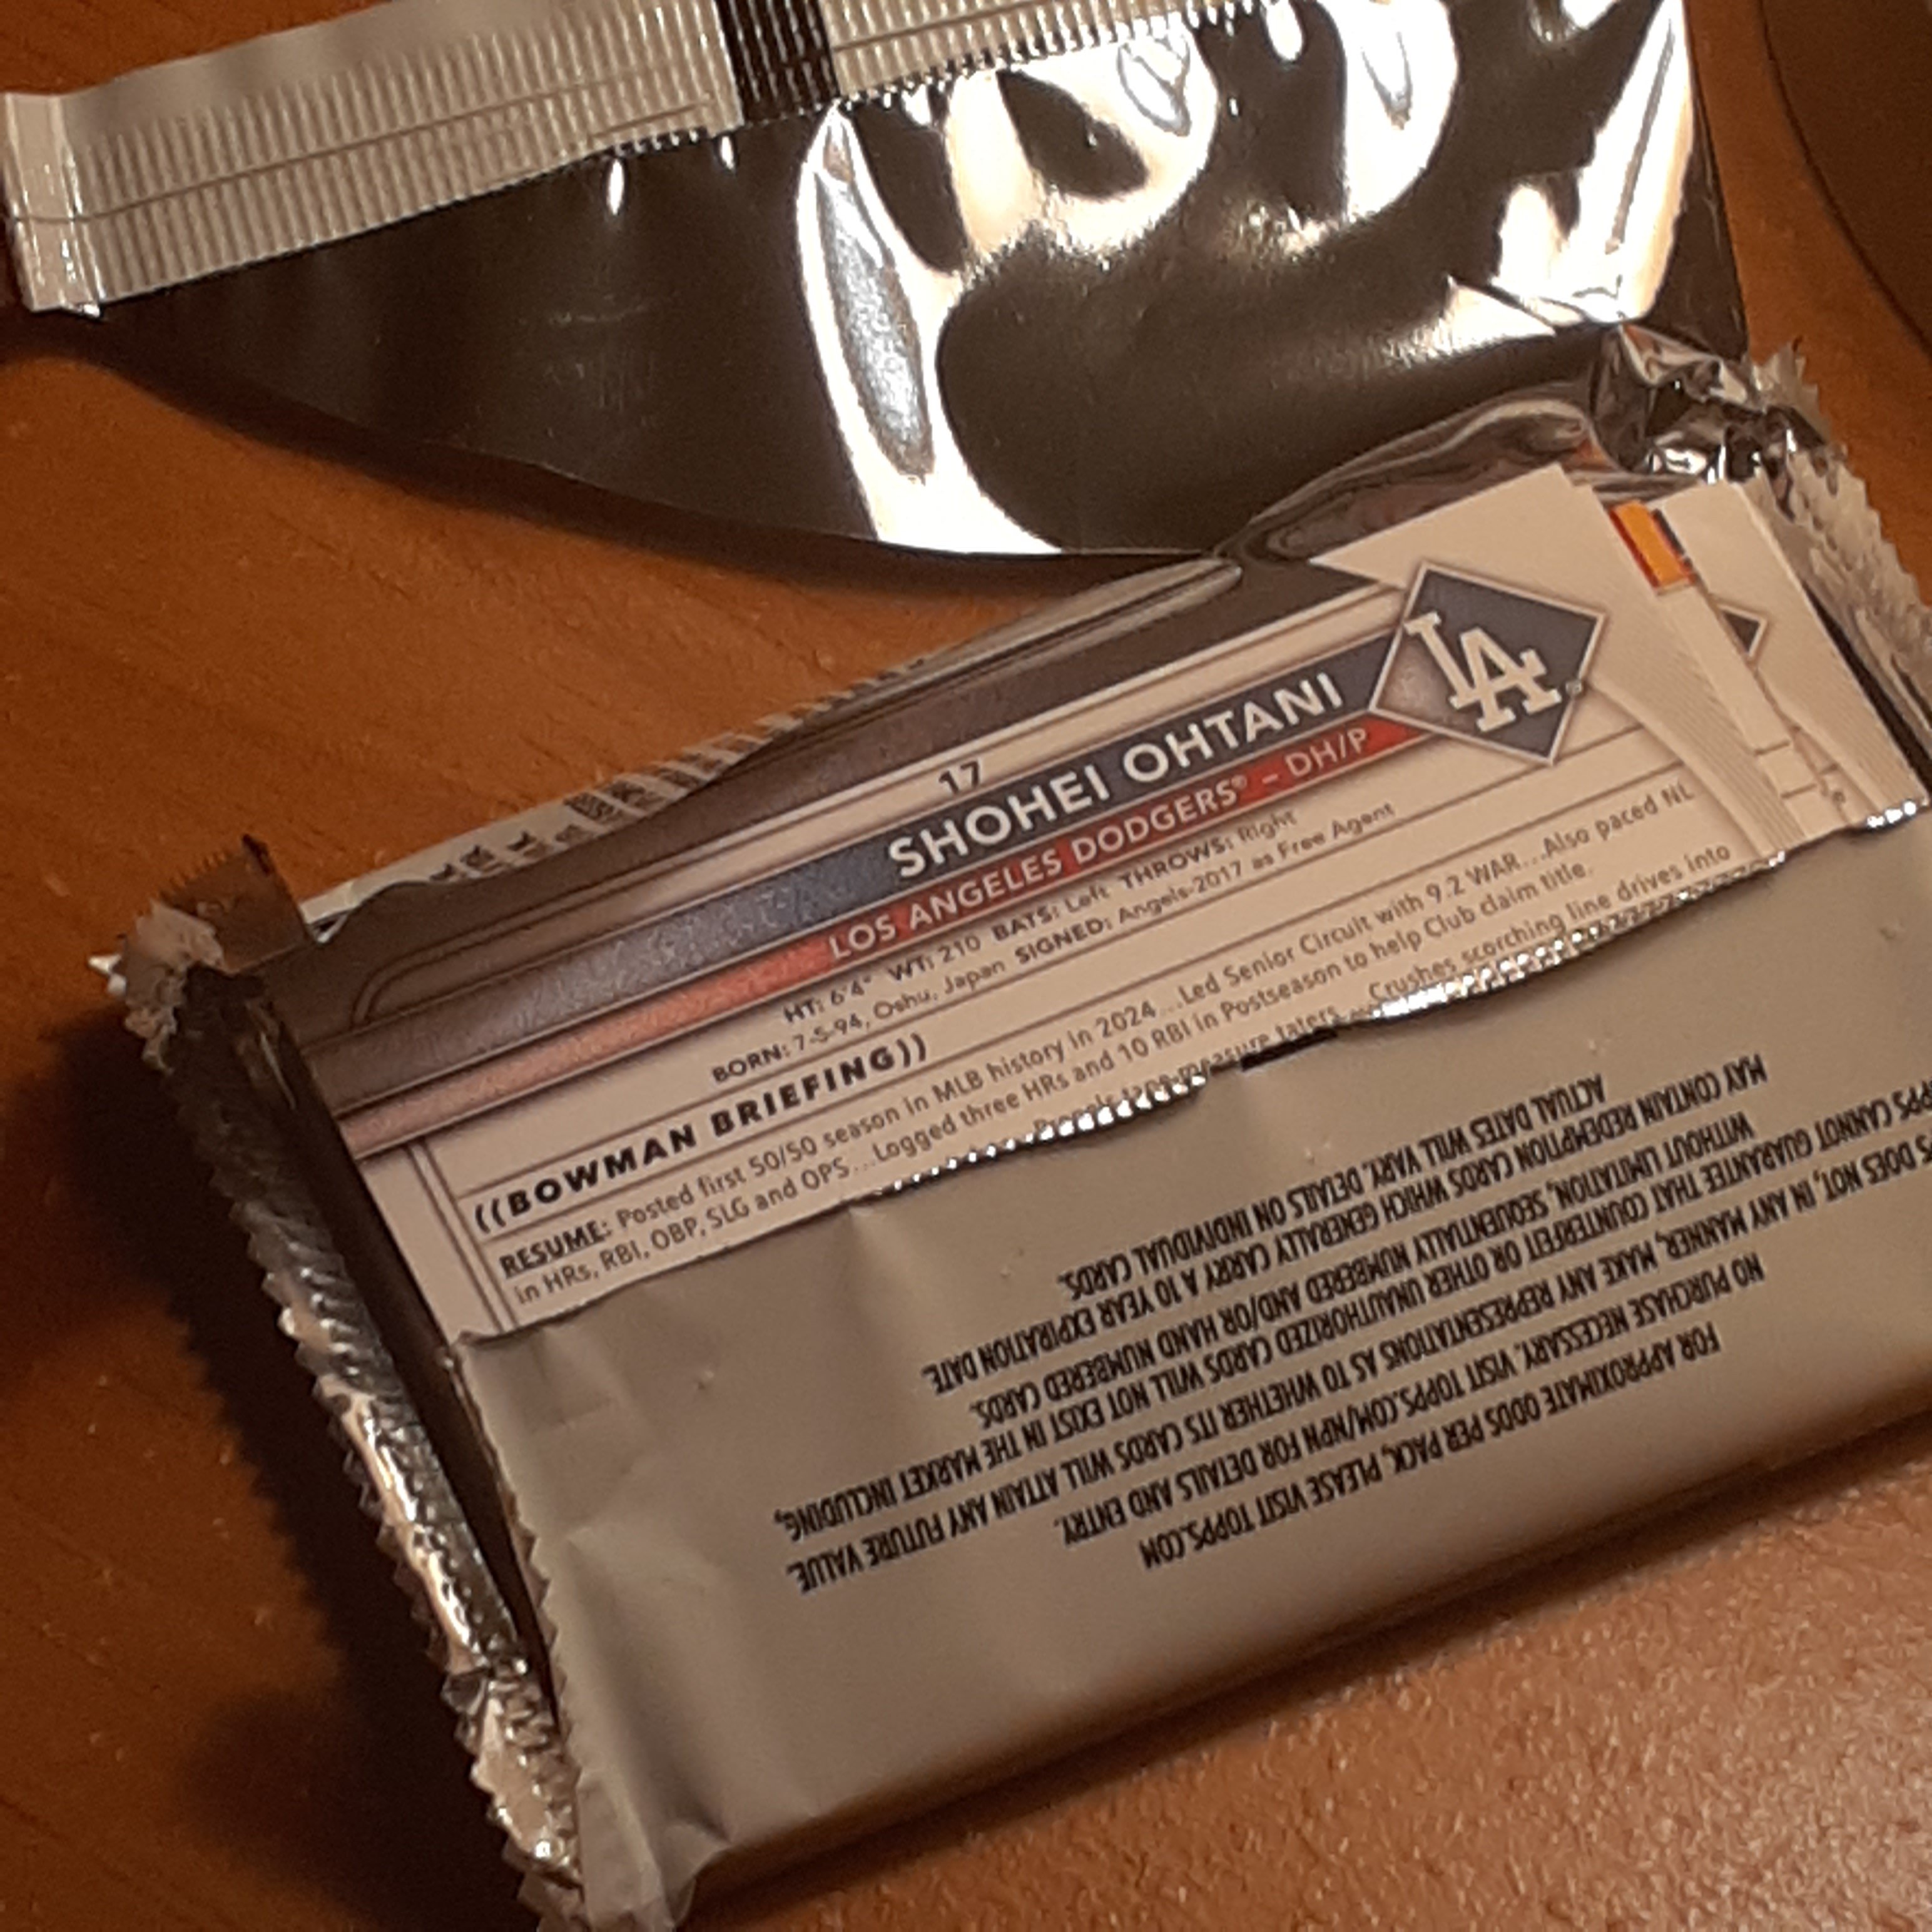 LA
17
SHOHEI OHTANI
LOS ANGELES DODGERS® – DH/P
HT: 6'4" WT: 210 BATS: Left THROWS: Right
BORN: 7-5-94, Oshu, Japan SIGNED: Angels-2017 as Free Agent
((BOWMAN BRIEFING))
RESUME: Posted first 50/50 season in MLB history in 2024...Led Senior Circuit with 9.2 WAR...Also paced NL
in HRs, RBI, OBP, SLG and OPS...Logged three HRs and 10 RBI in Postseason to help Club claim title.
tape-measure taters... Crushes scorching line drives into
FOR APPROXIMATE ODDS PER PACK, PLEASE VISIT TOPPS.COM
NO PURCHASE NECESSARY. VISIT TOPPS.COM/NPN FOR DETAILS AND ENTRY.
DOES NOT, IN ANY MANNER, MAKE ANY REPRESENTATIONS AS TO WHETHER ITS CARDS WILL ATTAIN ANY FUTURE VALUE.
CANNOT GUARANTEE THAT COUNTERFEIT OR OTHER UNAUTHORIZED CARDS WILL NOT EXIST IN THE MARKET INCLUDING,
WITHOUT LIMITATION, SEQUENTIALLY NUMBERED AND/OR HAND NUMBERED CARDS.
MAY CONTAIN REDEMPTION CARDS WHICH GENERALLY CARRY A 10 YEAR EXPIRATION DATE.
ACTUAL DATES WILL VARY. DETAILS ON INDIVIDUAL CARDS.